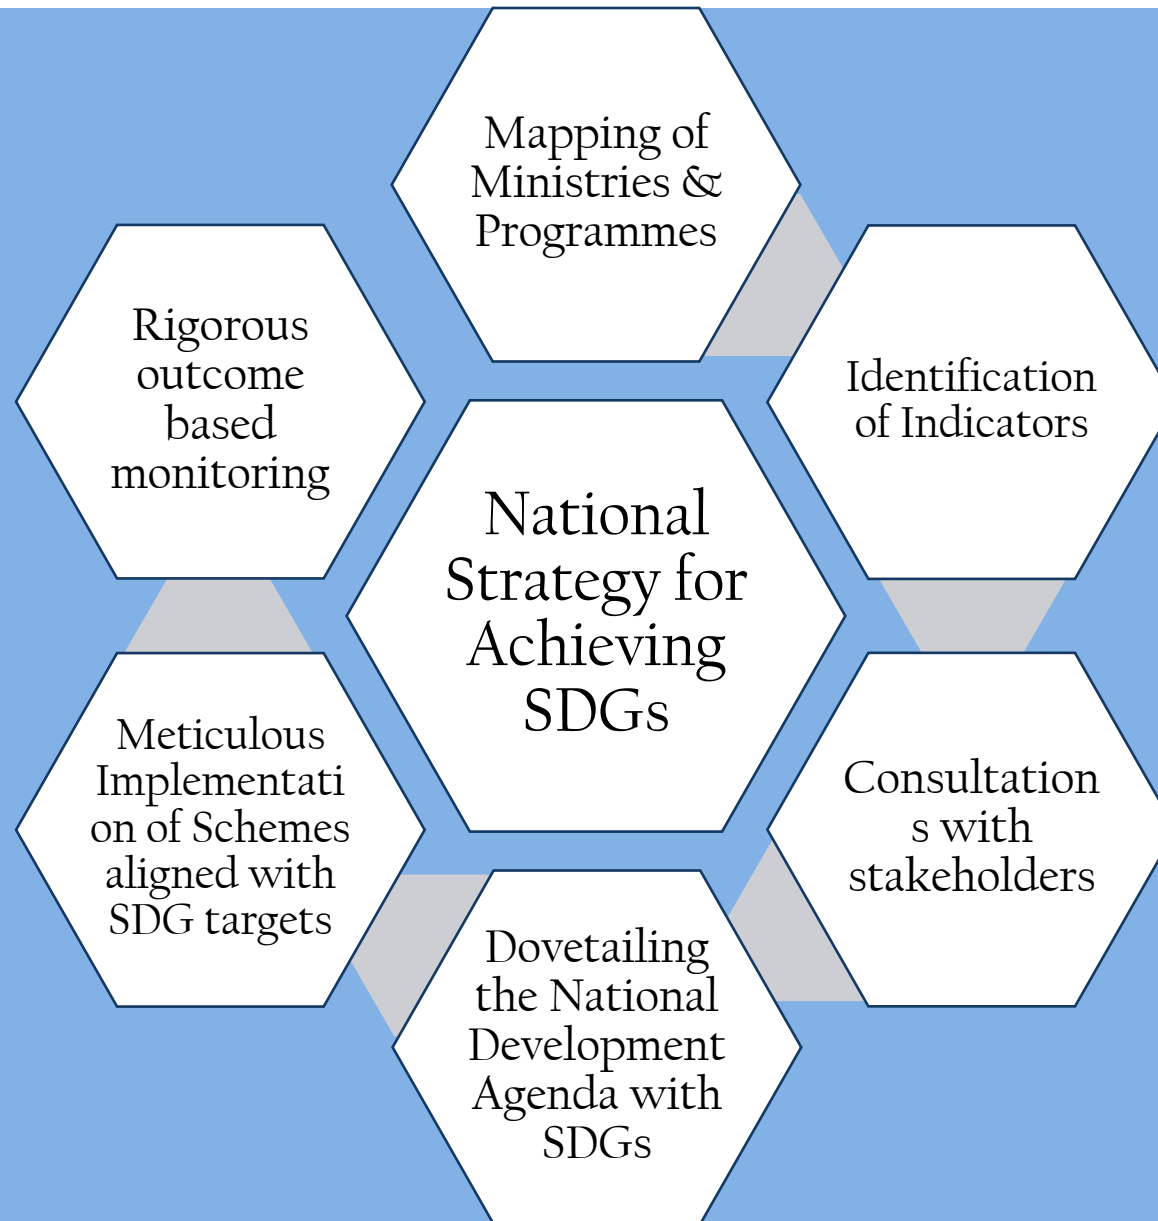 Mapping of
Ministries &
Programmes
Identification
of Indicators
Consultation
s with
stakeholders
Dovetailing
the National
Development
Agenda with
SDGs
Meticulous
Implementati
on of Schemes
aligned with
SDG targets
Rigorous
outcome
based
monitoring
National
Strategy for
Achieving
SDGs